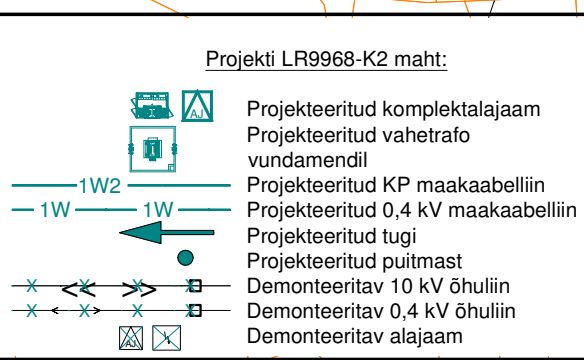 Projekti LR9968-K2 maht:
AJ Projekteeritud komplektalajaam
Projekteeritud vahetrafo
vundamendil
1W2 Projekteeritud KP maakaabelliin
1W 1W Projekteeritud 0,4 kV maakaabelliin
Projekteeritud tugi
Projekteeritud puitmast
Demonteeritav 10 kV õhuliin
Demonteeritav 0,4 kV õhuliin
AJ Demonteeritav alajaam